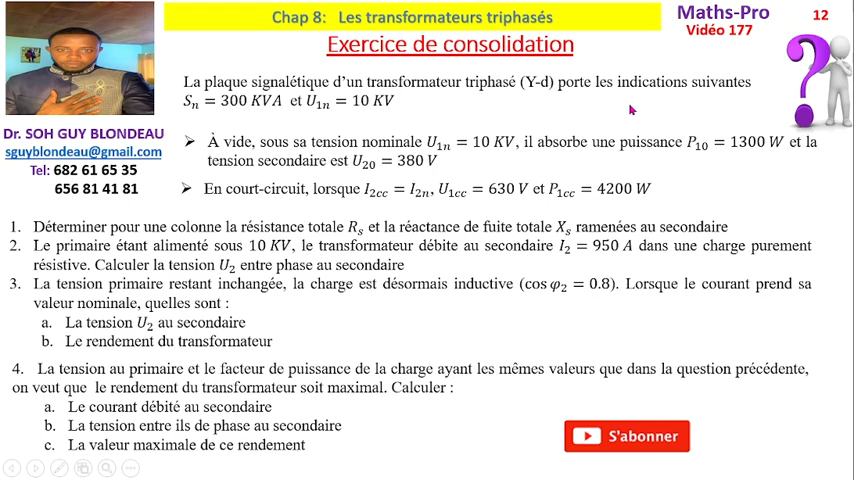 Chap 8: Les transformateurs triphasés
Maths-Pro
Vidéo 177
12
Exercice de consolidation
Dr. SOH GUY BLONDEAU
sguyblondeau@gmail.com
Tel: 682 61 65 35
656 81 41 81
La plaque signalétique d'un transformateur triphasé (Y-d) porte les indications suivantes
Sₙ = 300 KVA et U₁ₙ = 10 KV
➢ À vide, sous sa tension nominale U₁ₙ = 10 KV, il absorbe une puissance P₁₀ = 1300 W et la
tension secondaire est U₂₀ = 380 V
➢ En court-circuit, lorsque I₂cc = I₂ₙ, U₁cc = 630 V et P₁cc = 4200 W
1. Déterminer pour une colonne la résistance totale Rₛ et la réactance de fuite totale Xₛ ramenées au secondaire
2. Le primaire étant alimenté sous 10 KV, le transformateur débite au secondaire I₂ = 950 A dans une charge purement
résistive. Calculer la tension U₂ entre phase au secondaire
3. La tension primaire restant inchangée, la charge est désormais inductive (cos φ₂ = 0.8). Lorsque le courant prend sa
valeur nominale, quelles sont :
a. La tension U₂ au secondaire
b. Le rendement du transformateur
4. La tension au primaire et le facteur de puissance de la charge ayant les mêmes valeurs que dans la question précédente,
on veut que le rendement du transformateur soit maximal. Calculer :
a. Le courant débité au secondaire
b. La tension entre ils de phase au secondaire
c. La valeur maximale de ce rendement
S'abonner